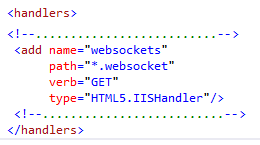 <handlers>
<!--..........................-->
<add name="websockets"
path="*.websocket"
verb="GET"
type="HTML5.IISHandler"/>
<!--..........................-->
</handlers>